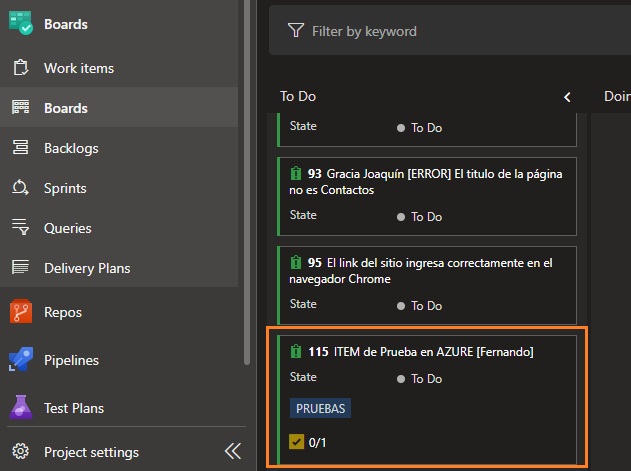 Boards
Work items
Boards
Backlogs
Sprints
Queries
Delivery Plans
Repos
Pipelines
Test Plans
Project settings
Filter by keyword
To Do
Doin
State To Do
93 Gracia Joaquín [ERROR] El titulo de la página
no es Contactos
State To Do
95 El link del sitio ingresa correctamente en el
navegador Chrome
State To Do
115 ITEM de Prueba en AZURE [Fernando]
State To Do
PRUEBAS
0/1